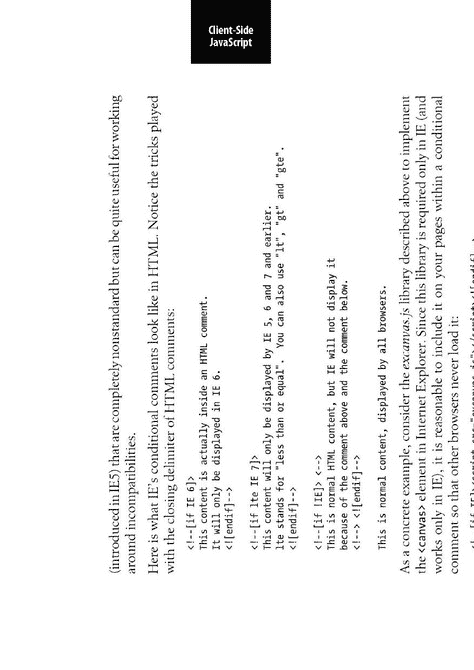 Client-Side
JavaScript
(introduced in IE5) that are completely nonstandard but can be quite useful for working
around incompatibilities.
Here is what IE's conditional comments look like in HTML. Notice the tricks played
with the closing delimiter of HTML comments:
<!--[if IE 6]>
This content is actually inside an HTML comment.
It will only be displayed in IE 6.
<![endif]-->
<!--[if lte IE 7]>
This content will only be displayed by IE 5, 6 and 7 and earlier.
lte stands for "less than or equal". You can also use "lt", "gt" and "gte".
<![endif]-->
<!--[if !IE]> <-->
This is normal HTML content, but IE will not display it
because of the comment above and the comment below.
<!--> <![endif]-->
This is normal content, displayed by all browsers.
As a concrete example, consider the excanvas.js library described above to implement
the <canvas> element in Internet Explorer. Since this library is required only in IE (and
works only in IE), it is reasonable to include it on your pages within a conditional
comment so that other browsers never load it: